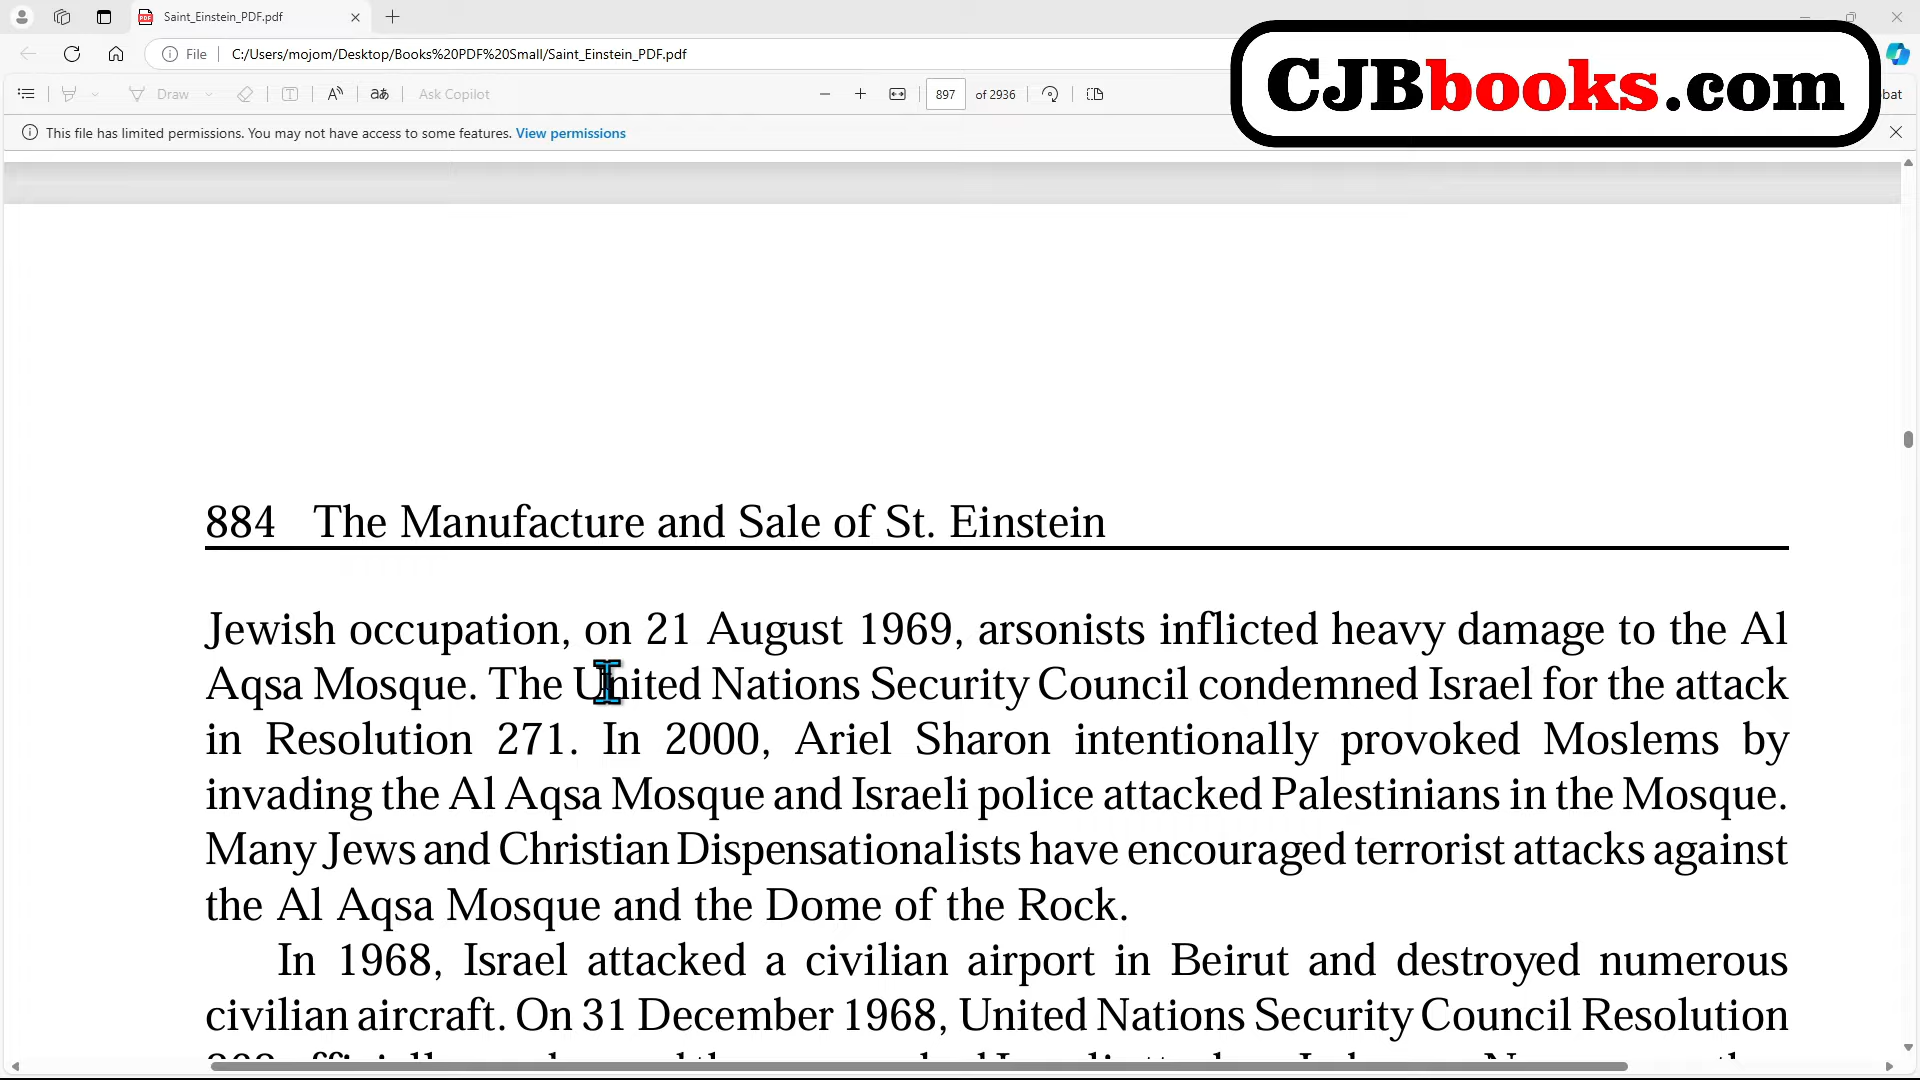 Saint_Einstein_PDF.pdf
File C:/Users/mojom/Desktop/Books%20PDF%20Small/Saint_Einstein_PDF.pdf
CJBbooks.com
Draw Ask Copilot 897 of 2936 bat
This file has limited permissions. You may not have access to some features. View permissions
884 The Manufacture and Sale of St. Einstein
Jewish occupation, on 21 August 1969, arsonists inflicted heavy damage to the Al
Aqsa Mosque. The United Nations Security Council condemned Israel for the attack
in Resolution 271. In 2000, Ariel Sharon intentionally provoked Moslems by
invading the Al Aqsa Mosque and Israeli police attacked Palestinians in the Mosque.
Many Jews and Christian Dispensationalists have encouraged terrorist attacks against
the Al Aqsa Mosque and the Dome of the Rock.
In 1968, Israel attacked a civilian airport in Beirut and destroyed numerous
civilian aircraft. On 31 December 1968, United Nations Security Council Resolution